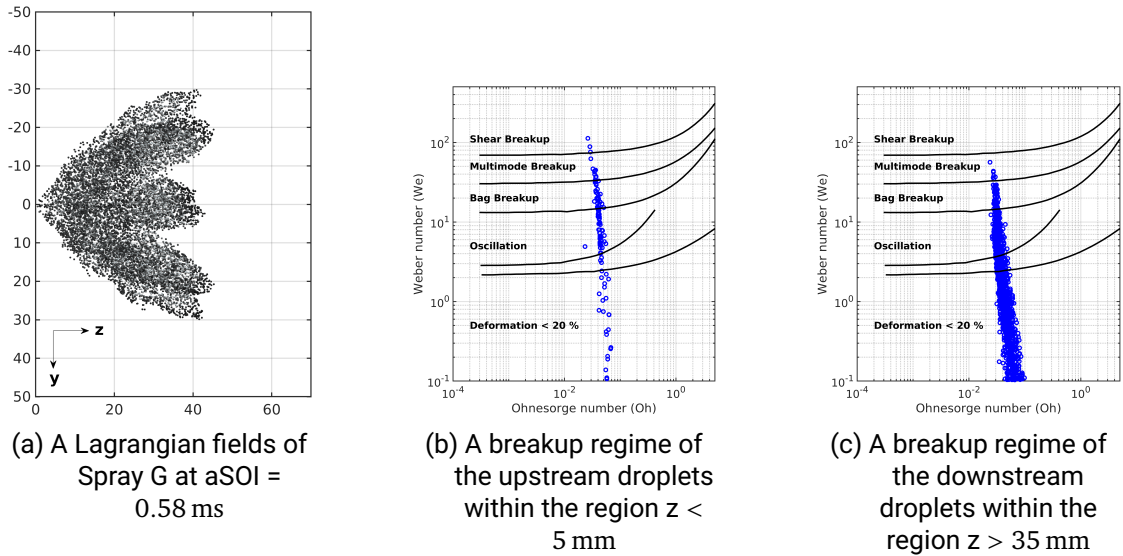 -50
-40
-30
-20
-10
0
10
20
30
40
50
0 20 40 60
z
y
(a) A Lagrangian fields of
Spray G at aSOI =
0.58 ms
Weber number (We)
10^2
10^1
10^0
10^-1
Shear Breakup
Multimode Breakup
Bag Breakup
Oscillation
Deformation < 20 %
10^-4 10^-2 10^0
Ohnesorge number (Oh)
(b) A breakup regime of
the upstream droplets
within the region z <
5 mm
Weber number (We)
10^2
10^1
10^0
10^-1
Shear Breakup
Multimode Breakup
Bag Breakup
Oscillation
Deformation < 20 %
10^-4 10^-2 10^0
Ohnesorge number (Oh)
(c) A breakup regime of
the downstream
droplets within the
region z > 35 mm